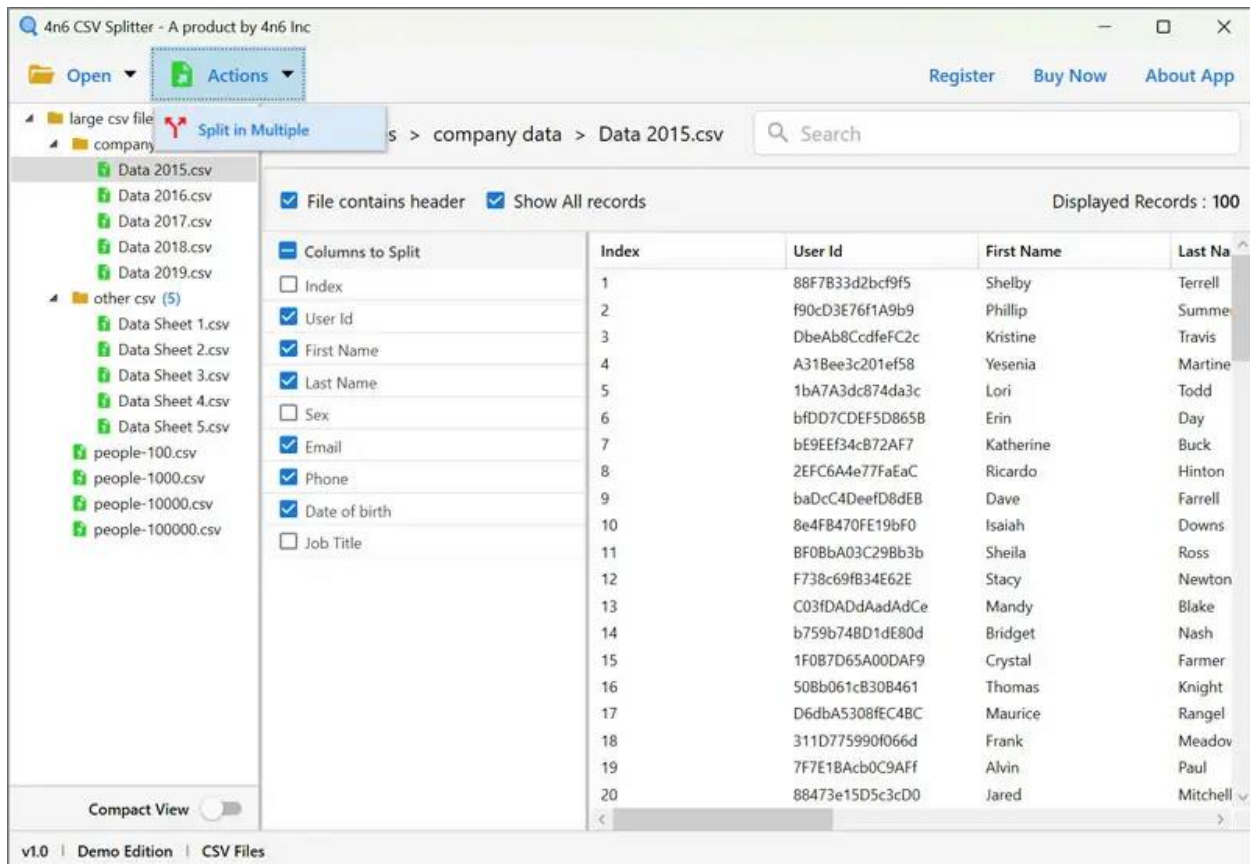 4n6 CSV Splitter - A product by 4n6 Inc
Open Actions Register Buy Now About App
Split in Multiple
large csv file
company
Data 2015.csv
Data 2016.csv
Data 2017.csv
Data 2018.csv
Data 2019.csv
other csv (5)
Data Sheet 1.csv
Data Sheet 2.csv
Data Sheet 3.csv
Data Sheet 4.csv
Data Sheet 5.csv
people-100.csv
people-1000.csv
people-10000.csv
people-100000.csv
Compact View
s > company data > Data 2015.csv
Search
File contains header Show All records Displayed Records : 100
Columns to Split
Index
User Id
First Name
Last Name
Sex
Email
Phone
Date of birth
Job Title
Index User Id First Name Last Na
1 88F7B33d2bcf9f5 Shelby Terrell
2 f90cD3E76f1A9b9 Phillip Summe
3 DbeAb8CcdfeFC2c Kristine Travis
4 A31Bee3c201ef58 Yesenia Martine
5 1bA7A3dc874da3c Lori Todd
6 bfDD7CDEF5D865B Erin Day
7 bE9EEf34cB72AF7 Katherine Buck
8 2EFC6A4e77FaEaC Ricardo Hinton
9 baDcC4DeefD8dEB Dave Farrell
10 8e4FB470FE19bF0 Isaiah Downs
11 BF0BbA03C29Bb3b Sheila Ross
12 F738c69fB34E62E Stacy Newton
13 C03fDADdAadAdCe Mandy Blake
14 b759b74BD1dE80d Bridget Nash
15 1F0B7D65A00DAF9 Crystal Farmer
16 50Bb061cB30B461 Thomas Knight
17 D6dbA5308fEC4BC Maurice Rangel
18 311D775990f066d Frank Meadov
19 7F7E1BAcb0C9AFf Alvin Paul
20 88473e15D5c3cD0 Jared Mitchell
v1.0 | Demo Edition | CSV Files